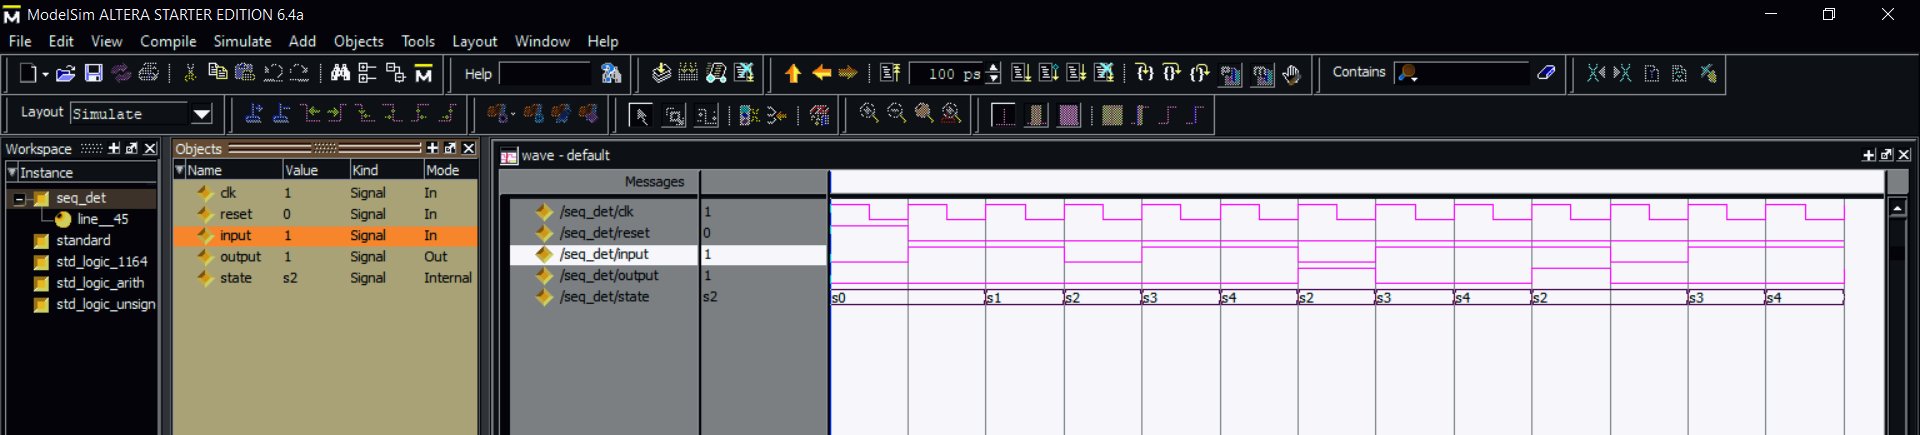 ModelSim ALTERA STARTER EDITION 6.4a
File Edit View Compile Simulate Add Objects Tools Layout Window Help
Help 100 ps Contains
Layout Simulate
Workspace
Instance
seq_det
line__45
standard
std_logic_1164
std_logic_arith
std_logic_unsign
Objects
Name Value Kind Mode
clk 1 Signal In
reset 0 Signal In
input 1 Signal In
output 1 Signal Out
state s2 Signal Internal
wave - default
Messages
/seq_det/clk 1
/seq_det/reset 0
/seq_det/input 1
/seq_det/output 1
/seq_det/state s2 s0 s1 s2 s3 s4 s2 s3 s4 s2 s3 s4